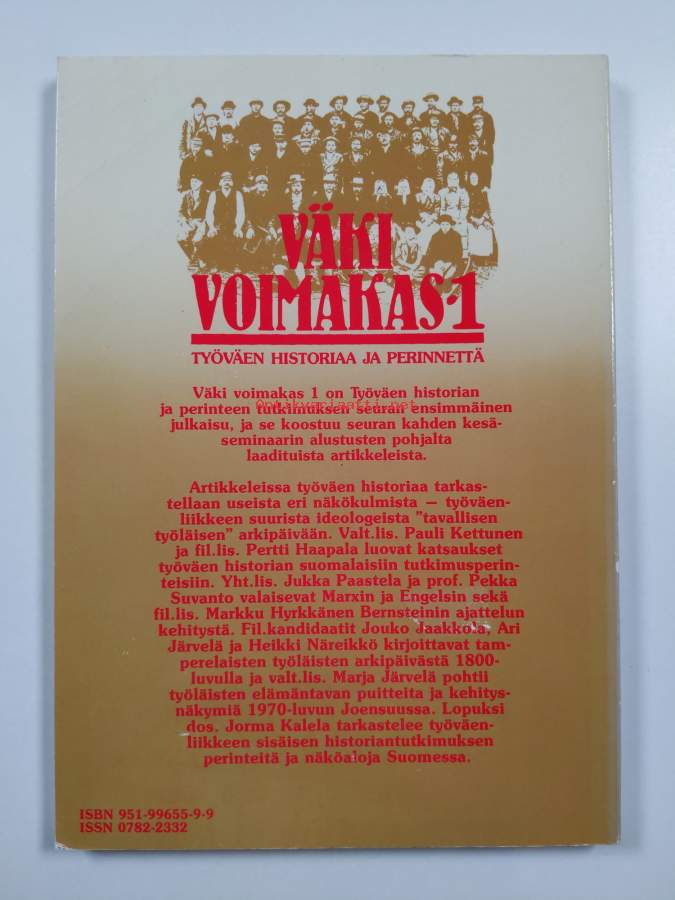 VÄKI
VOIMAKAS·1
TYÖVÄEN HISTORIAA JA PERINNETTÄ
Väki voimakas 1 on Työväen historian
ja perinteen tutkimuksen seuran ensimmäinen
Antikvariaatti.net
julkaisu, ja se koostuu seuran kahden kesä-
seminaarin alustusten pohjalta
laadituista artikkeleista.
Artikkeleissa työväen historiaa tarkas-
tellaan useista eri näkökulmista — työväen-
liikkeen suurista ideologeista ”tavallisen
työläisen” arkipäivään. Valt.lis. Pauli Kettunen
ja fil.lis. Pertti Haapala luovat katsaukset
työväen historian suomalaisiin tutkimusperin-
teisiin. Yht.lis. Jukka Paastela ja prof. Pekka
Suvanto valaisevat Marxin ja Engelsin sekä
fil.lis. Markku Hyrkkänen Bernsteinin ajattelun
kehitystä. Fil.kandidaatit Jouko Jaakkola, Ari
Järvelä ja Heikki Näreikkö kirjoittavat tam-
perelaisten työläisten arkipäivästä 1800-
luvulla ja valt.lis. Marja Järvelä pohtii
työläisten elämäntavan puitteita ja kehitys-
näkymiä 1970-luvun Joensuussa. Lopuksi
dos. Jorma Kalela tarkastelee työväen-
liikkeen sisäisen historiantutkimuksen
perinteitä ja näköaloja Suomessa.
ISBN 951-99655-9-9
ISSN 0782-2332